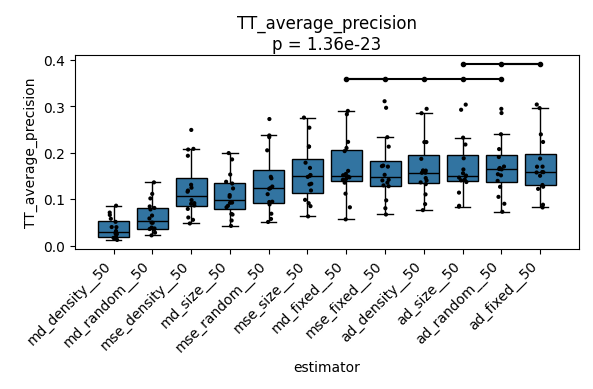 TT_average_precision
p = 1.36e-23
TT_average_precision
0.4
0.3
0.2
0.1
0.0
md_density__50
md_random__50
mse_density__50
md_size__50
mse_random__50
mse_size__50
md_fixed__50
mse_fixed__50
ad_density__50
ad_size__50
ad_random__50
ad_fixed__50
estimator